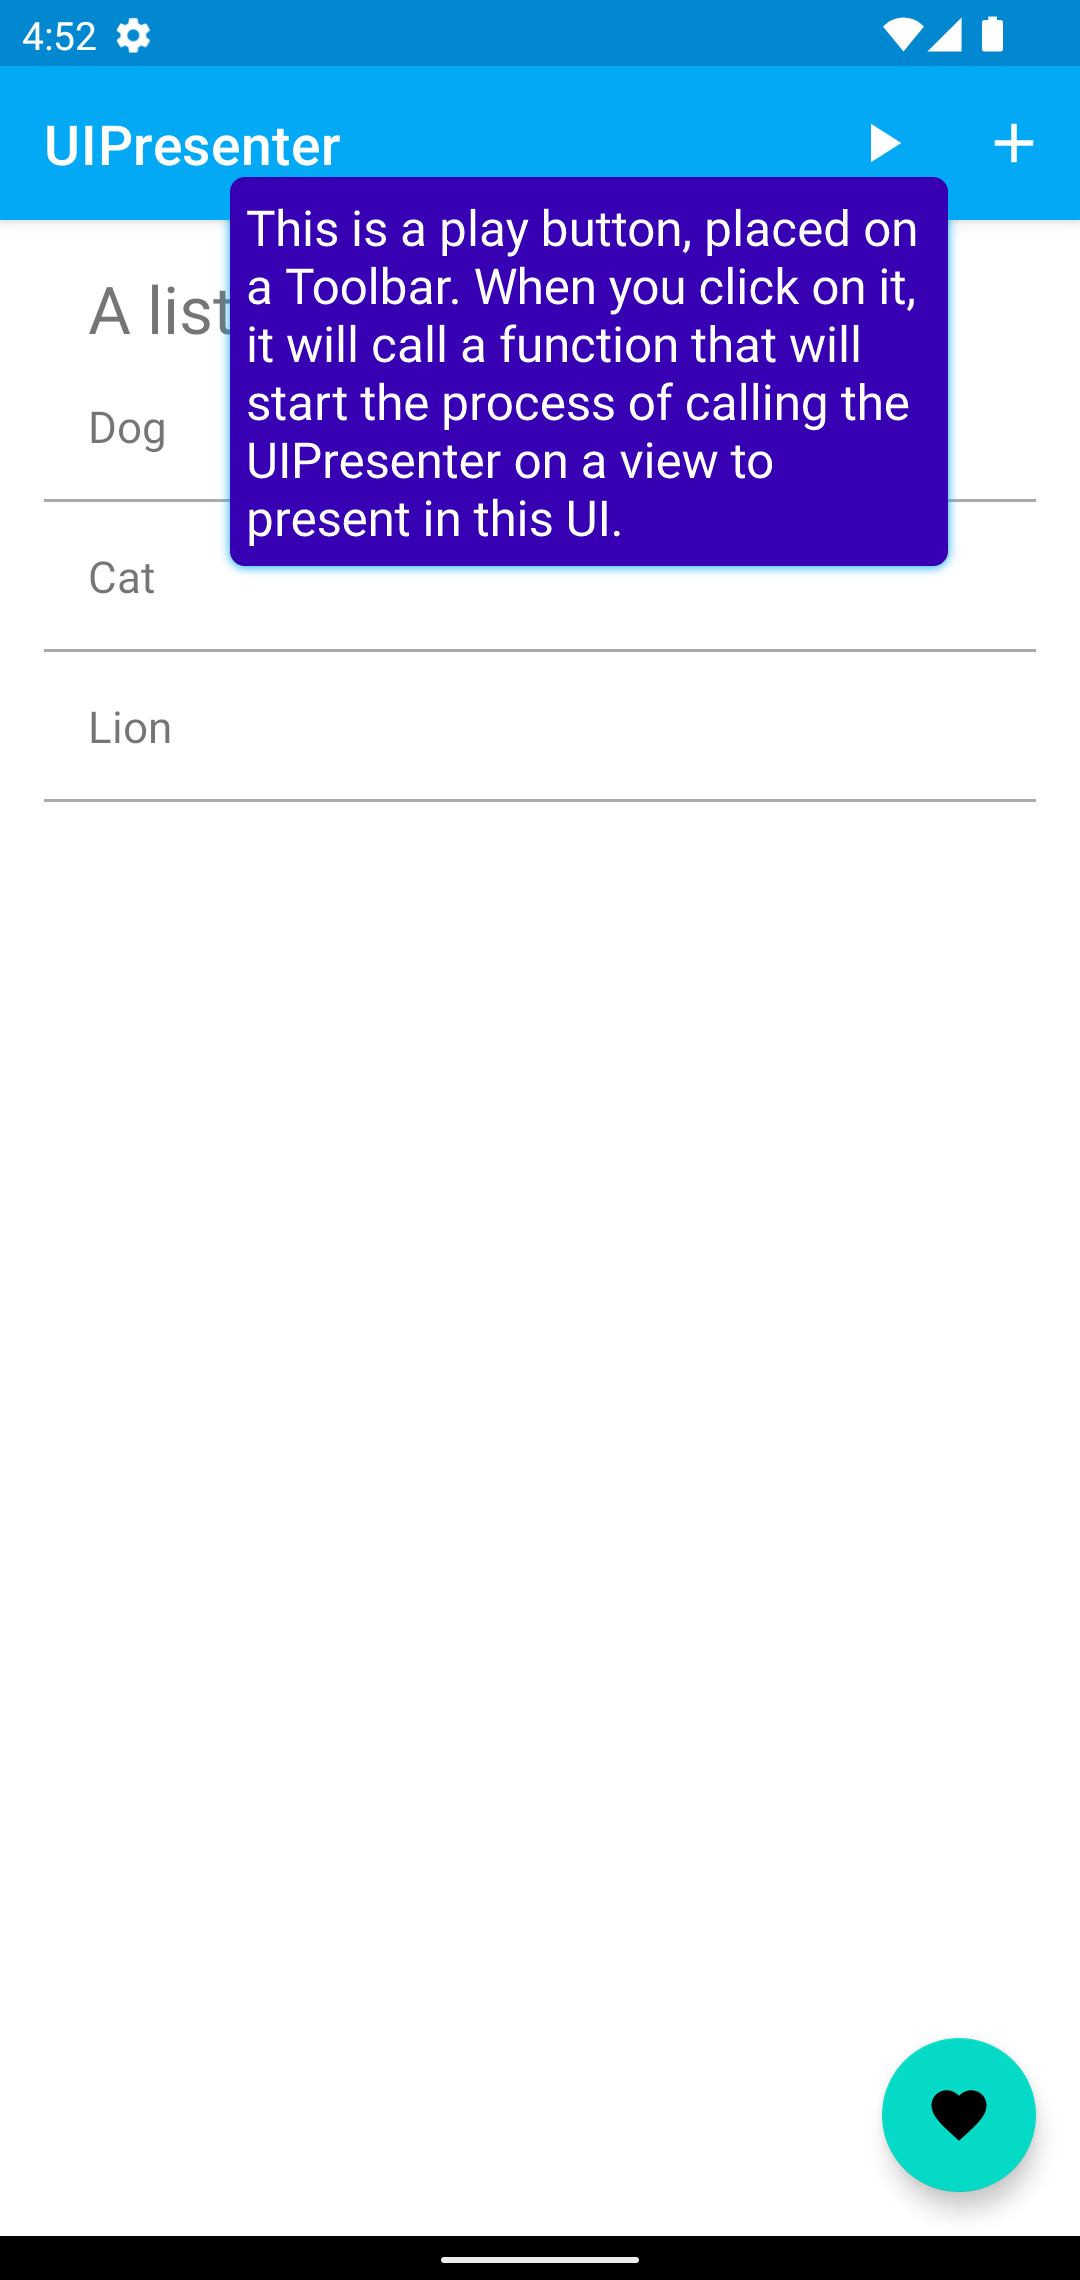 4:52
UIPresenter
This is a play button, placed on
a Toolbar. When you click on it,
it will call a function that will
start the process of calling the
UIPresenter on a view to
present in this UI.
A list
Dog
Cat
Lion